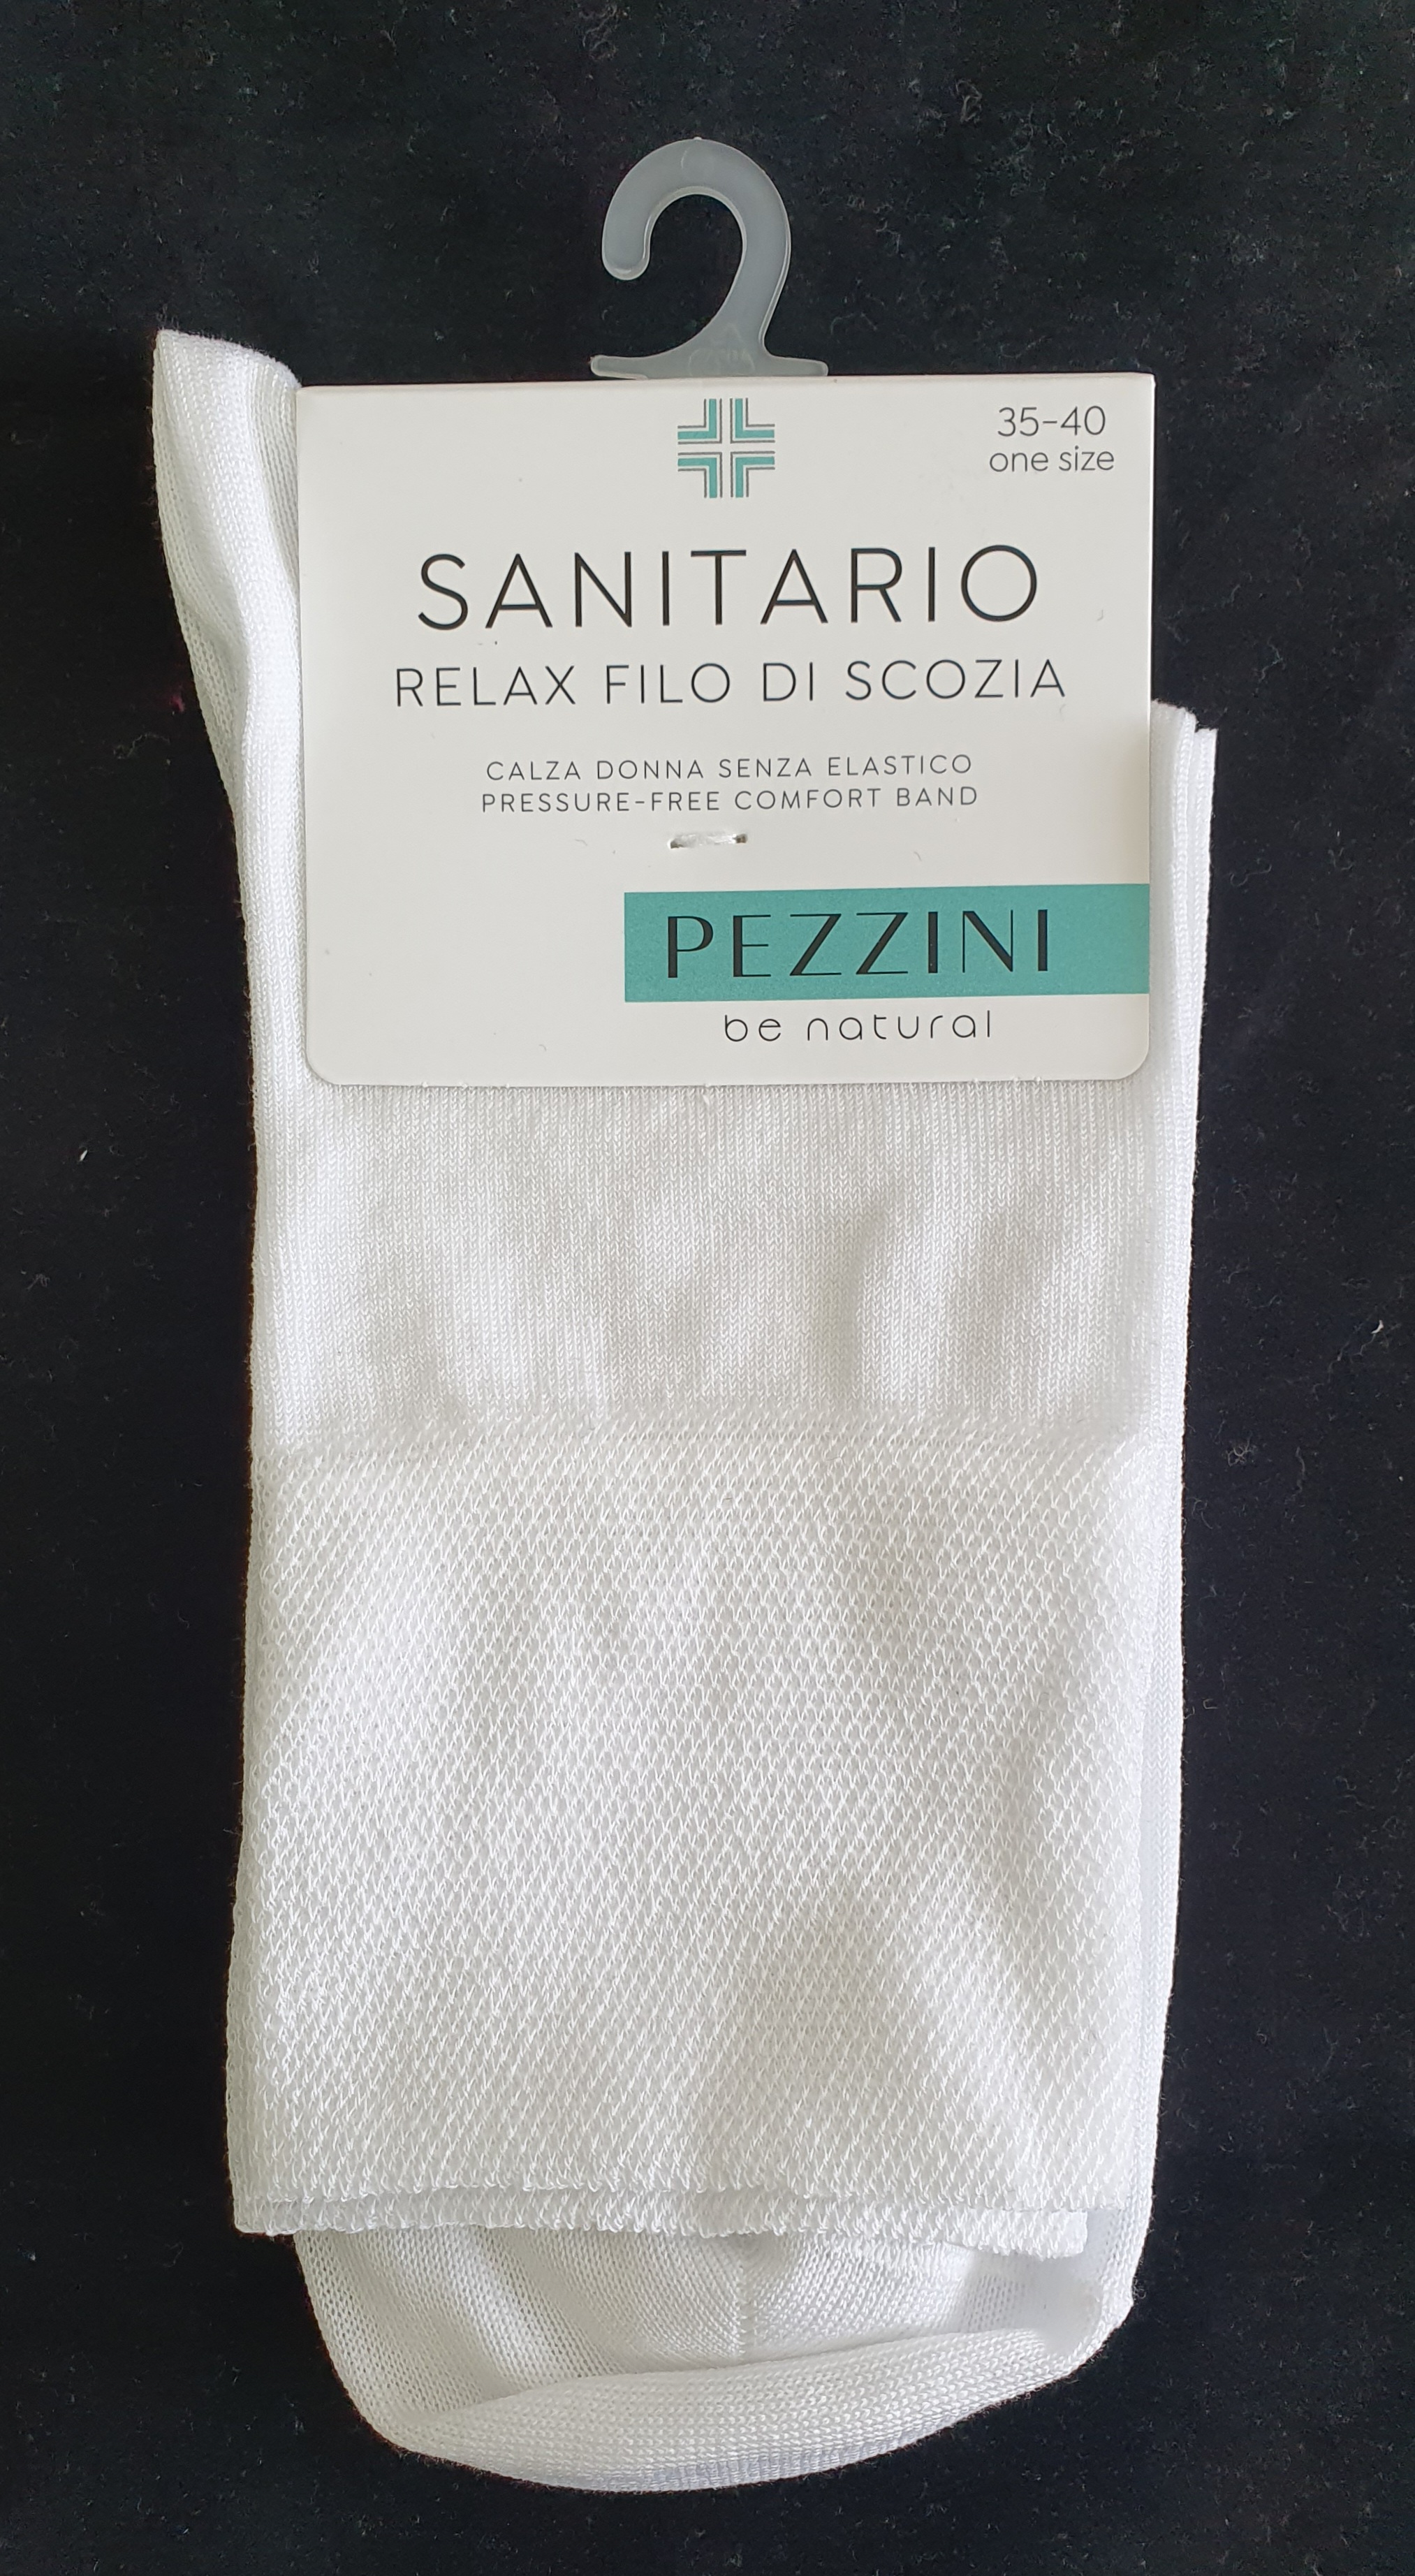 35-40
one size
SANITARIO
RELAX FILO DI SCOZIA
CALZA DONNA SENZA ELASTICO
PRESSURE-FREE COMFORT BAND
PEZZINI
be natural